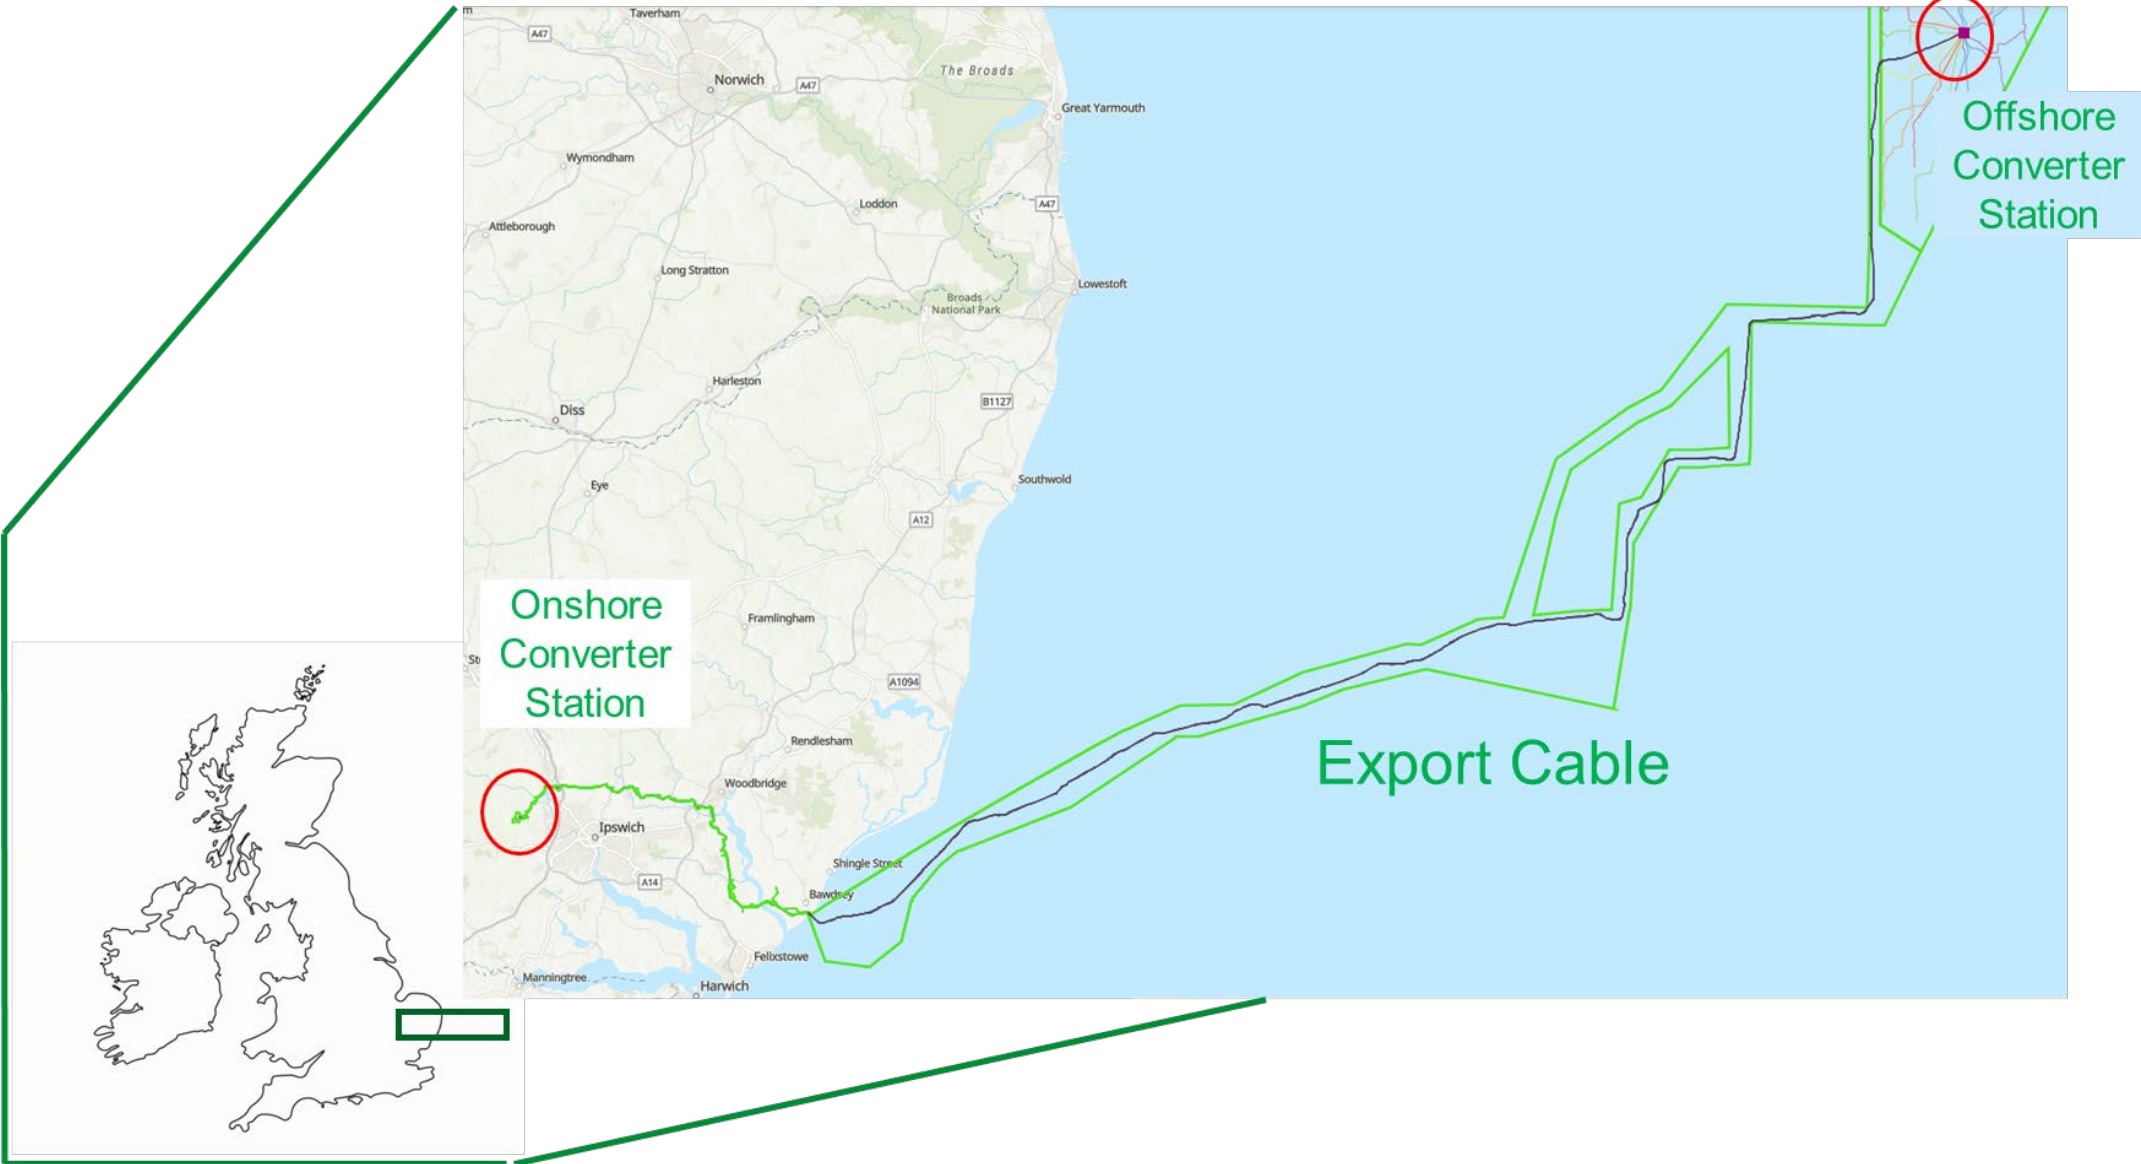 m
Taverham
A47
Norwich
A47
The Broads
Great Yarmouth
Wymondham
Loddon
A47
Attleborough
Long Stratton
Lowestoft
Broads
National Park
Harleston
B1127
Diss
Eye
Southwold
A12
Framlingham
A1094
Rendlesham
Woodbridge
Ipswich
Shingle Street
A14
Bawdsey
Felixstowe
Manningtree
Harwich
St
Onshore
Converter
Station
Offshore
Converter
Station
Export Cable